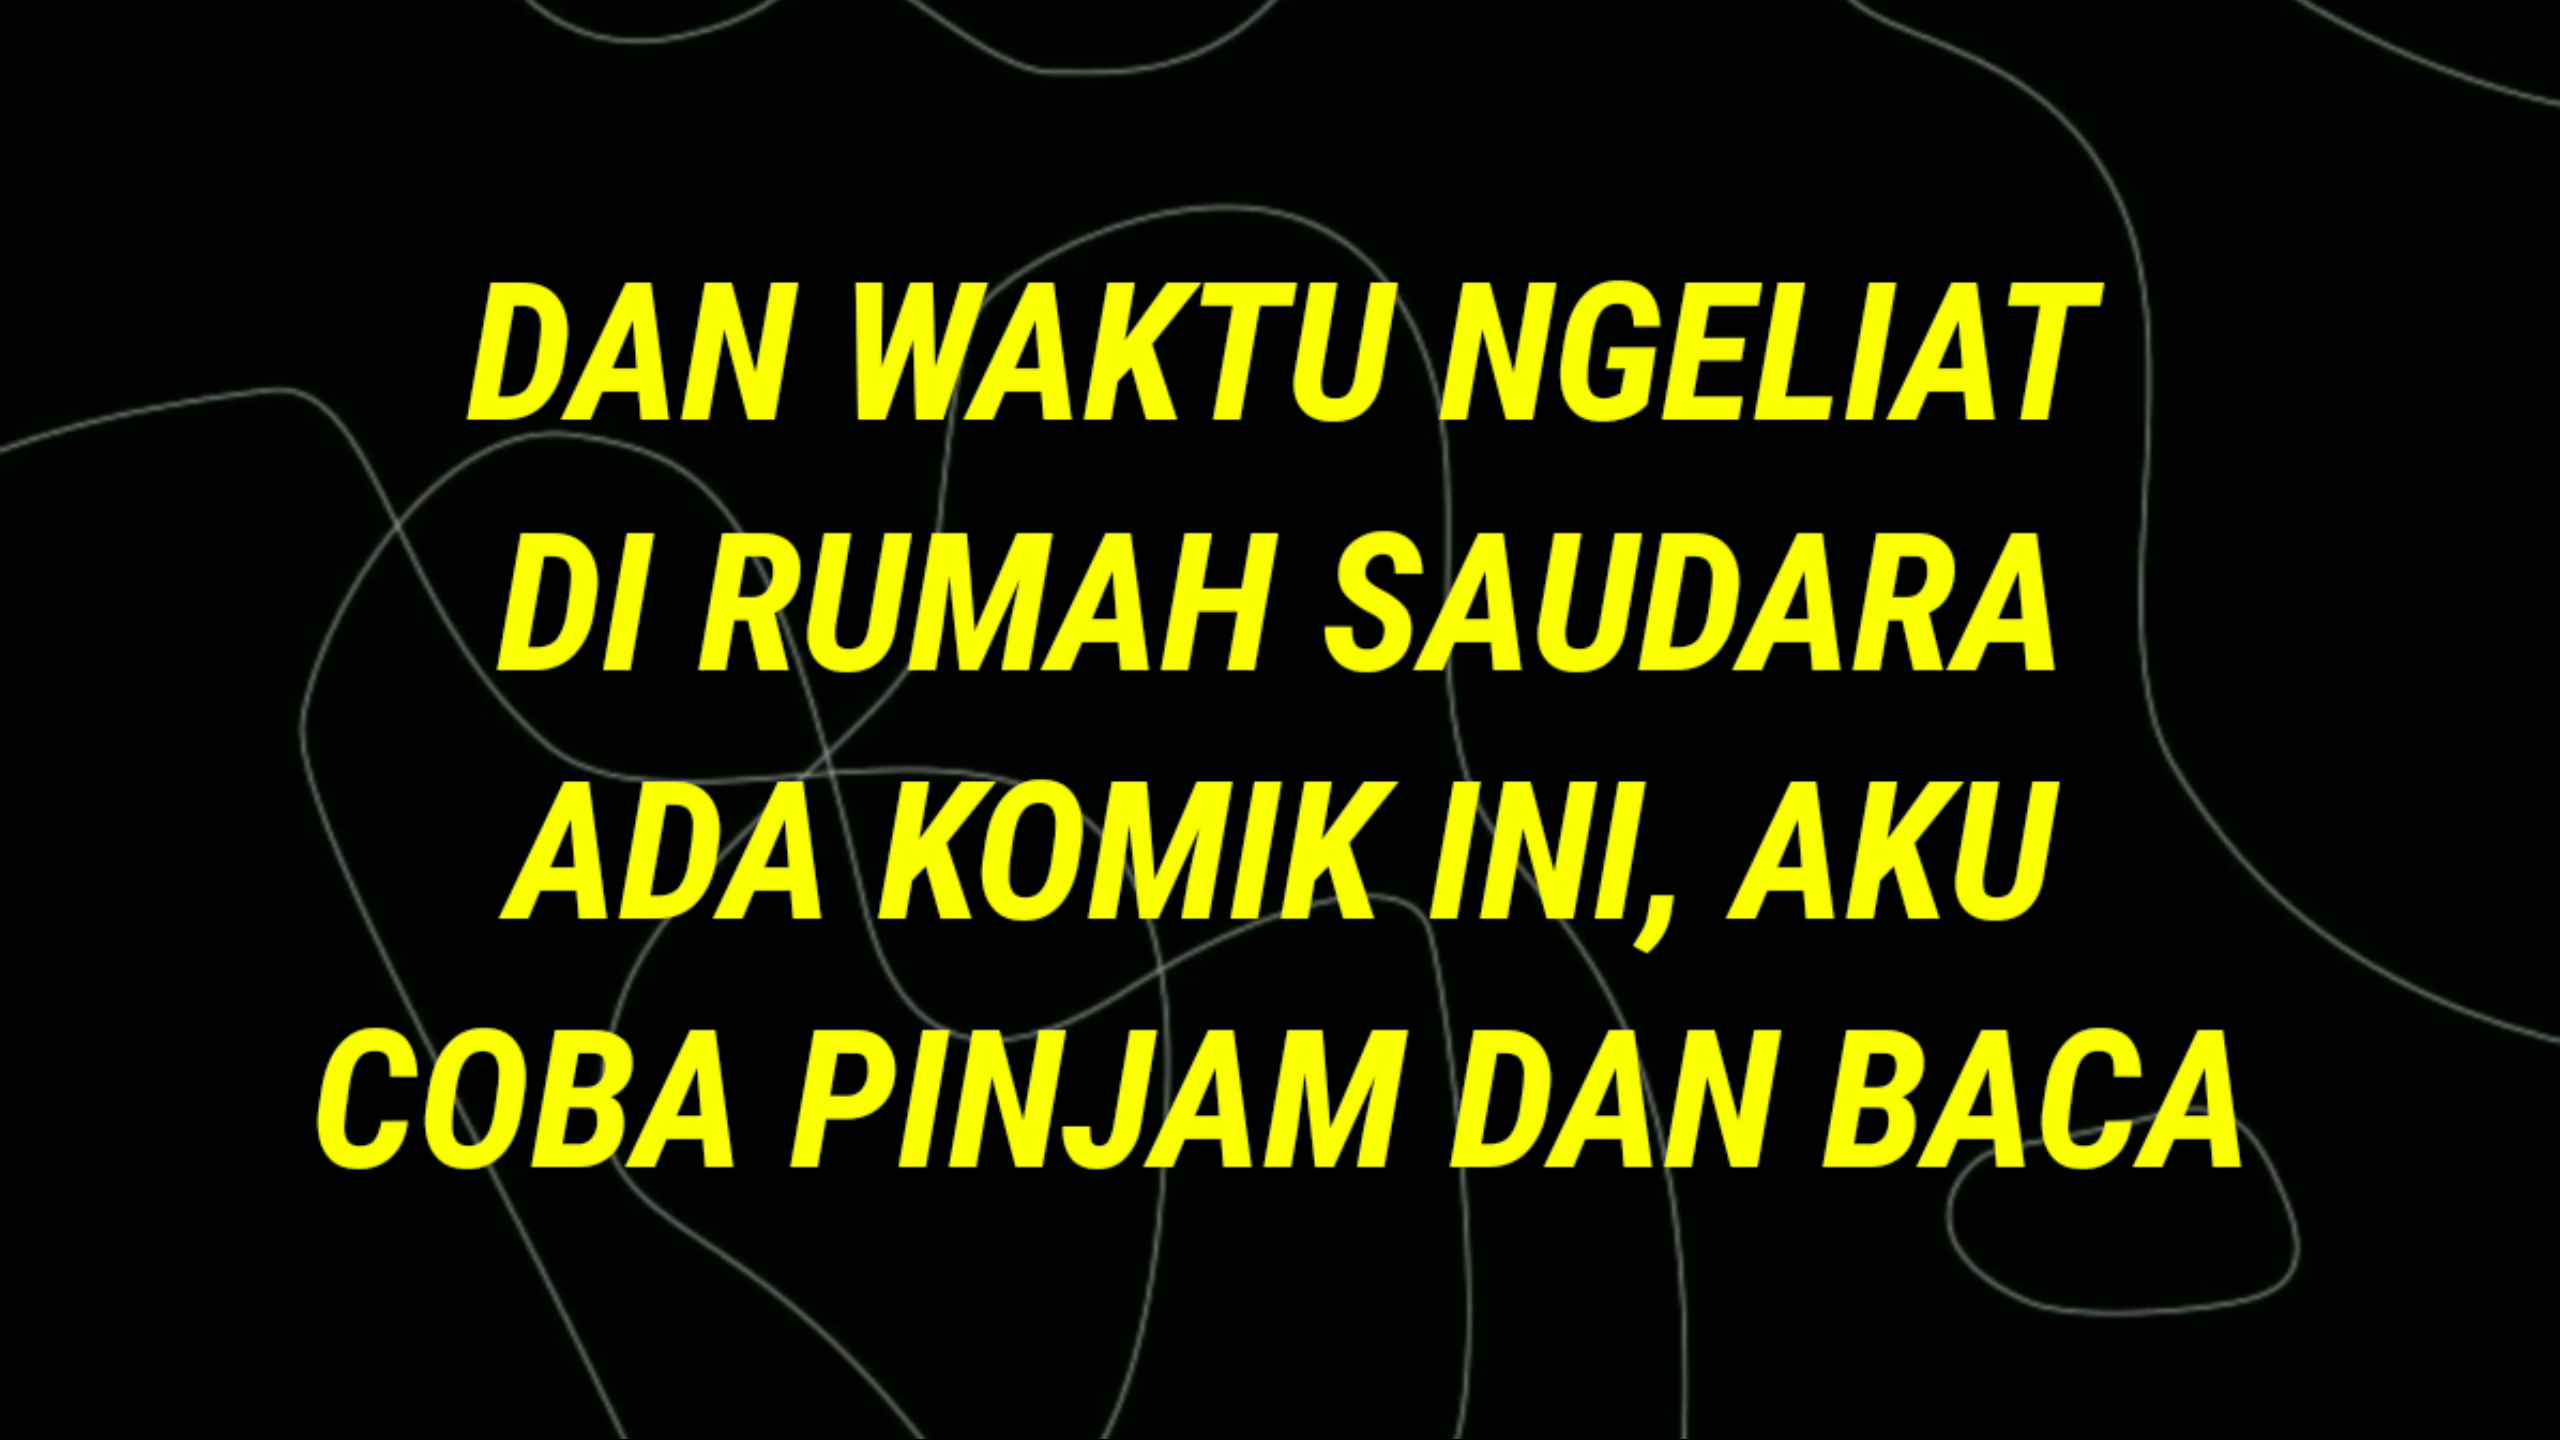 DAN WAKTU NGELIAT
DI RUMAH SAUDARA
ADA KOMIK INI, AKU
COBA PINJAM DAN BACA